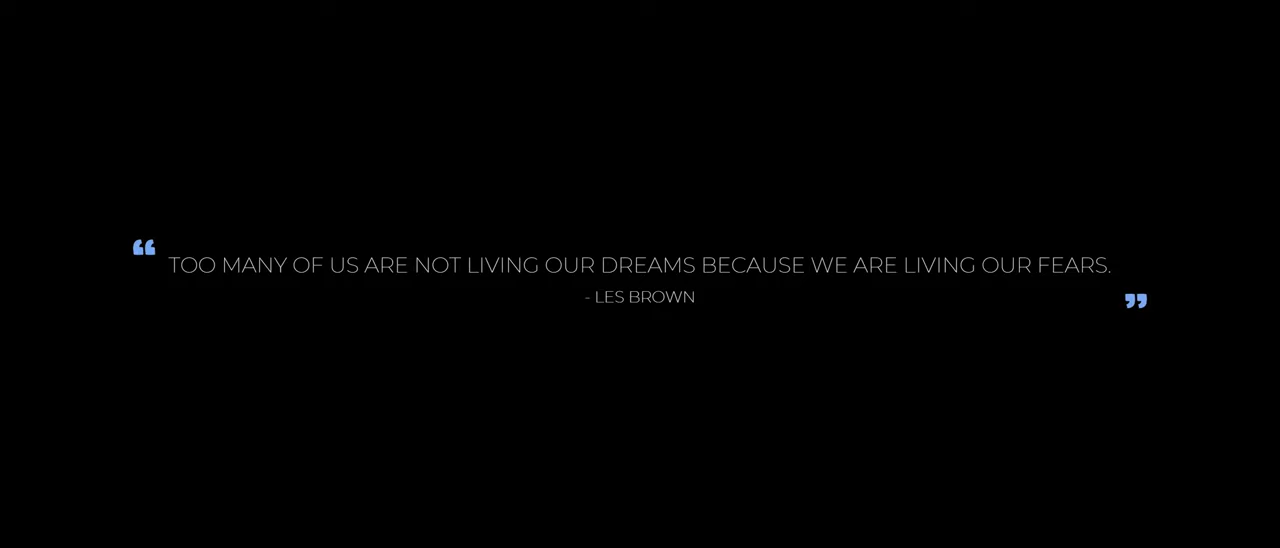 “ TOO MANY OF US ARE NOT LIVING OUR DREAMS BECAUSE WE ARE LIVING OUR FEARS.
- LES BROWN ”